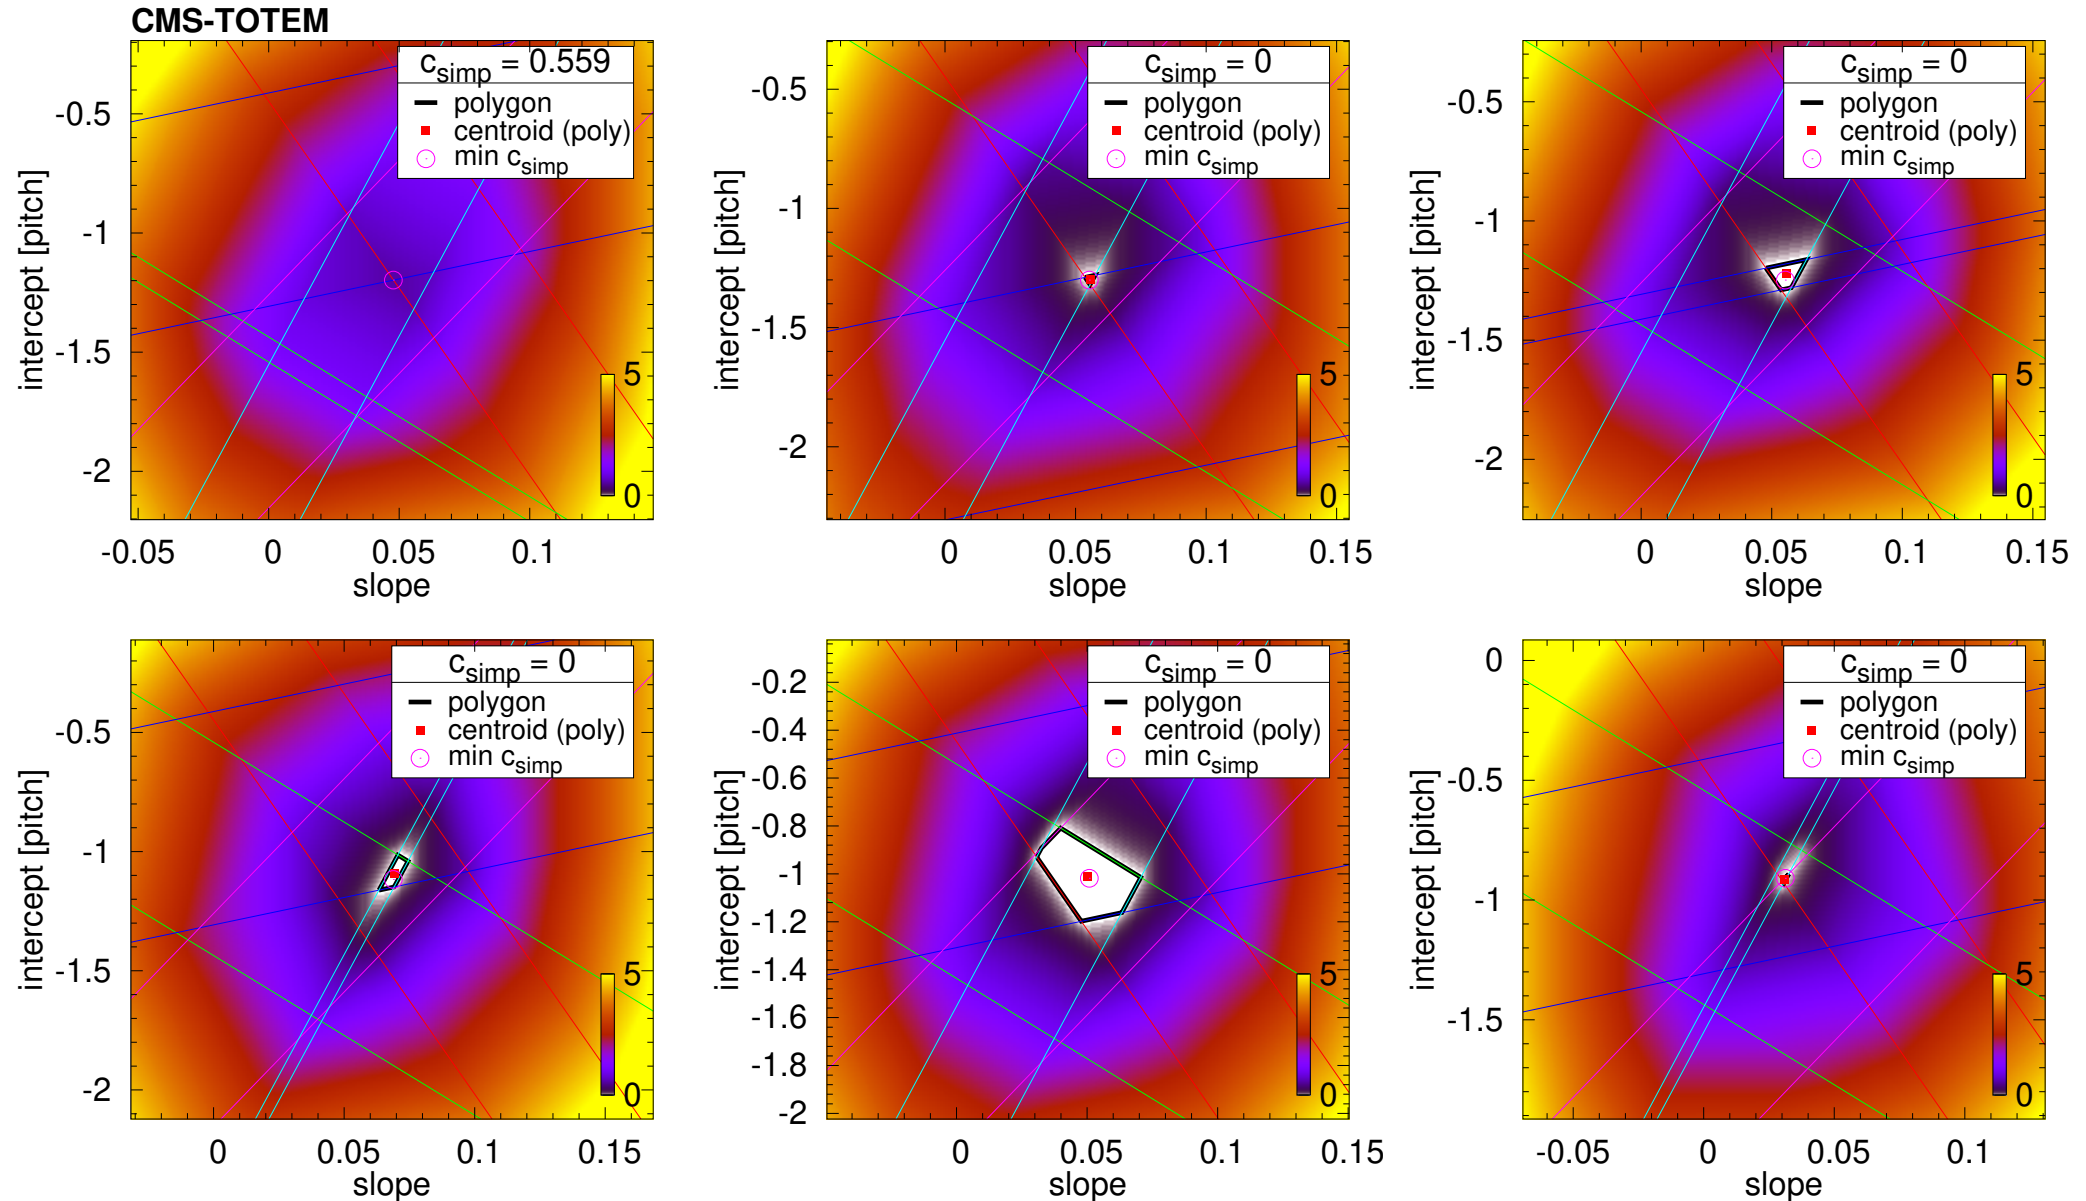 CMS-TOTEM
c_simp = 0.559
polygon
centroid (poly)
min c_simp
-0.5
-1
-1.5
-2
intercept [pitch]
5
0
-0.05 0 0.05 0.1
slope
c_simp = 0
polygon
centroid (poly)
min c_simp
-0.5
-1
-1.5
-2
intercept [pitch]
5
0
0 0.05 0.1 0.15
slope
c_simp = 0
polygon
centroid (poly)
min c_simp
-0.5
-1
-1.5
-2
intercept [pitch]
5
0
0 0.05 0.1 0.15
slope
c_simp = 0
polygon
centroid (poly)
min c_simp
-0.5
-1
-1.5
-2
intercept [pitch]
5
0
0 0.05 0.1 0.15
slope
c_simp = 0
polygon
centroid (poly)
min c_simp
-0.2
-0.4
-0.6
-0.8
-1
-1.2
-1.4
-1.6
-1.8
-2
intercept [pitch]
5
0
0 0.05 0.1 0.15
slope
c_simp = 0
polygon
centroid (poly)
min c_simp
0
-0.5
-1
-1.5
intercept [pitch]
5
0
-0.05 0 0.05 0.1
slope